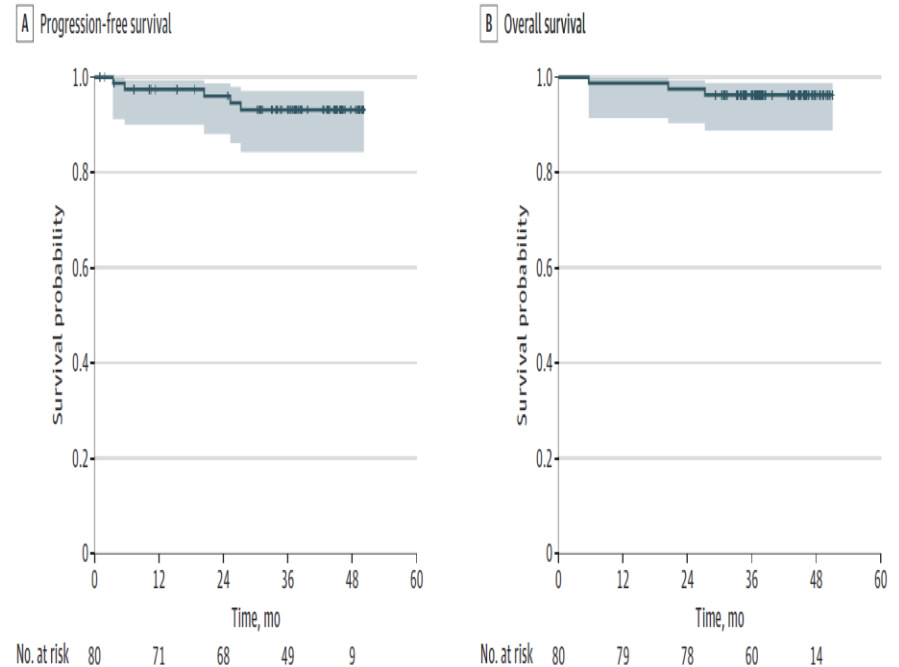 A Progression-free survival
1.0
0.8
0.6
0.4
0.2
0
Survival probability
0 12 24 36 48 60
Time, mo
No. at risk 80 71 68 49 9
B Overall survival
1.0
0.8
0.6
0.4
0.2
0
Survival probability
0 12 24 36 48 60
Time, mo
No. at risk 80 79 78 60 14